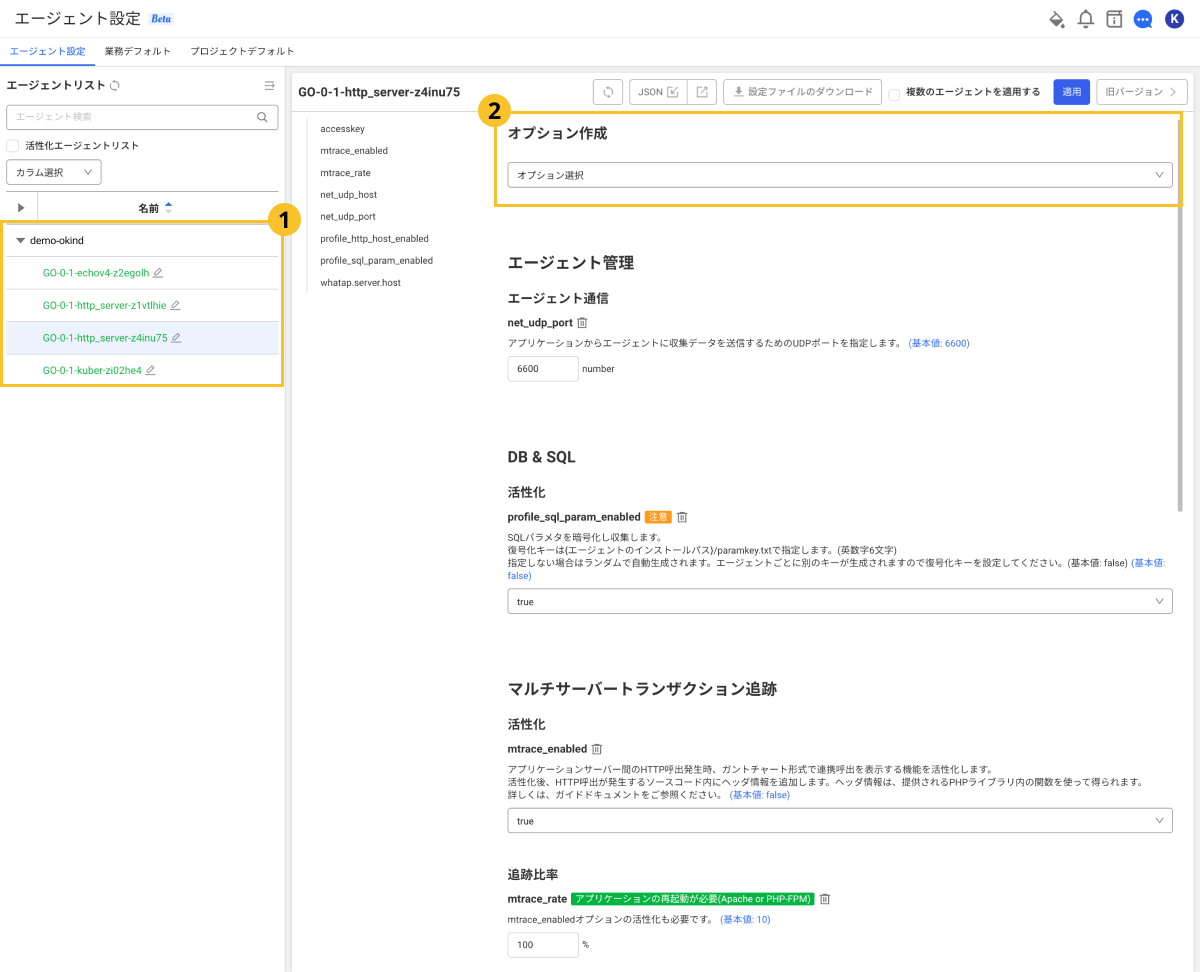 エージェント設定 Beta
K
エージェント設定 業務デフォルト プロジェクトデフォルト
エージェントリスト
エージェント検索
活性化エージェントリスト
カラム選択
名前
1
demo-okind
GO-0-1-echov4-z2egolh
GO-0-1-http_server-z1vtlhie
GO-0-1-http_server-z4inu75
GO-0-1-kuber-zi02he4
GO-0-1-http_server-z4inu75
JSON
設定ファイルのダウンロード
複数のエージェントを適用する
適用
旧バージョン
accesskey
mtrace_enabled
mtrace_rate
net_udp_host
net_udp_port
profile_http_host_enabled
profile_sql_param_enabled
whatap.server.host
2
オプション作成
オプション選択
エージェント管理
エージェント通信
net_udp_port
アプリケーションからエージェントに収集データを送信するためのUDPポートを指定します。 (基本値: 6600)
6600 number
DB & SQL
活性化
profile_sql_param_enabled 注意
SQLパラメタを暗号化し収集します。
復号化キーは{エージェントのインストールパス}/paramkey.txtで指定します。(英数字6文字)
指定しない場合はランダムで自動生成されます。エージェントごとに別のキーが生成されますので復号化キーを設定してください。(基本値: false) (基本値:
false)
true
マルチサーバートランザクション追跡
活性化
mtrace_enabled
アプリケーションサーバー間のHTTP呼出発生時、ガントチャート形式で連携呼出を表示する機能を活性化します。
活性化後、HTTP呼出が発生するソースコード内にヘッダ情報を追加します。ヘッダ情報は、提供されるPHPライブラリ内の関数を使って得られます。
詳しくは、ガイドドキュメントをご参照ください。 (基本値: false)
true
追跡比率
mtrace_rate アプリケーションの再起動が必要(Apache or PHP-FPM)
mtrace_enabledオプションの活性化も必要です。 (基本値: 10)
100 %